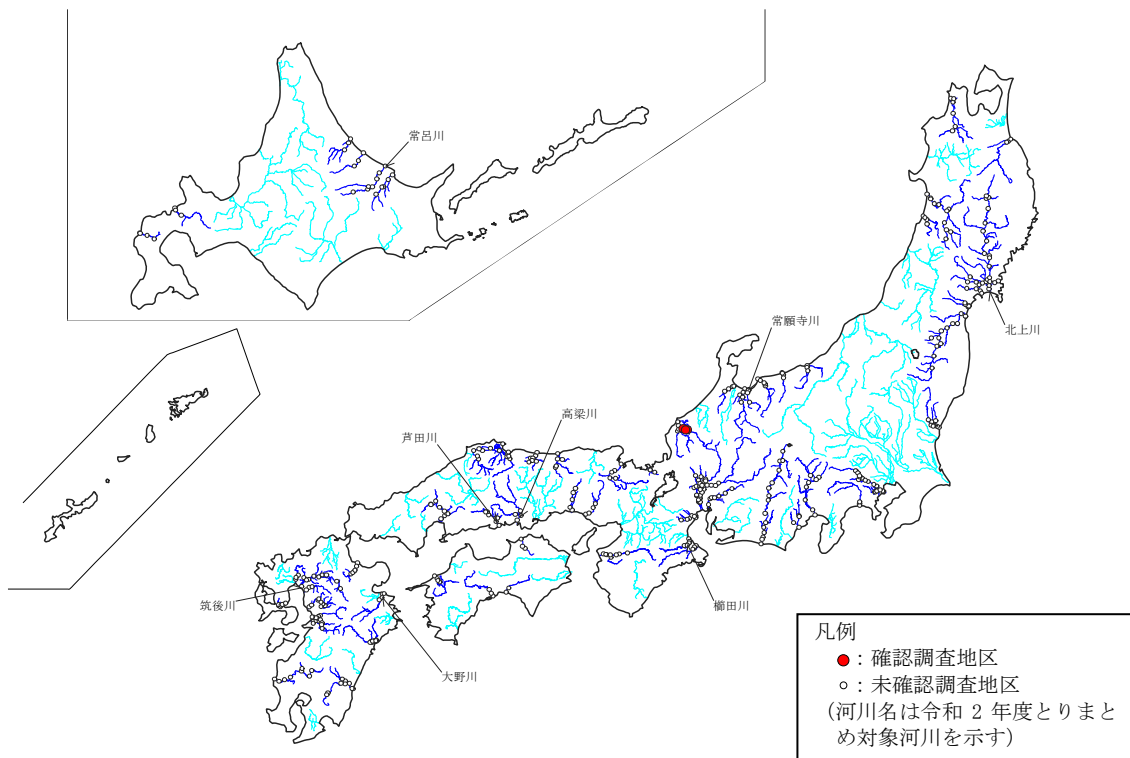 常呂川
北上川
常願寺川
高梁川
芦田川
筑後川
大野川
櫛田川
凡例
：確認調査地区
：未確認調査地区
(河川名は令和 2 年度とりまと
め対象河川を示す)